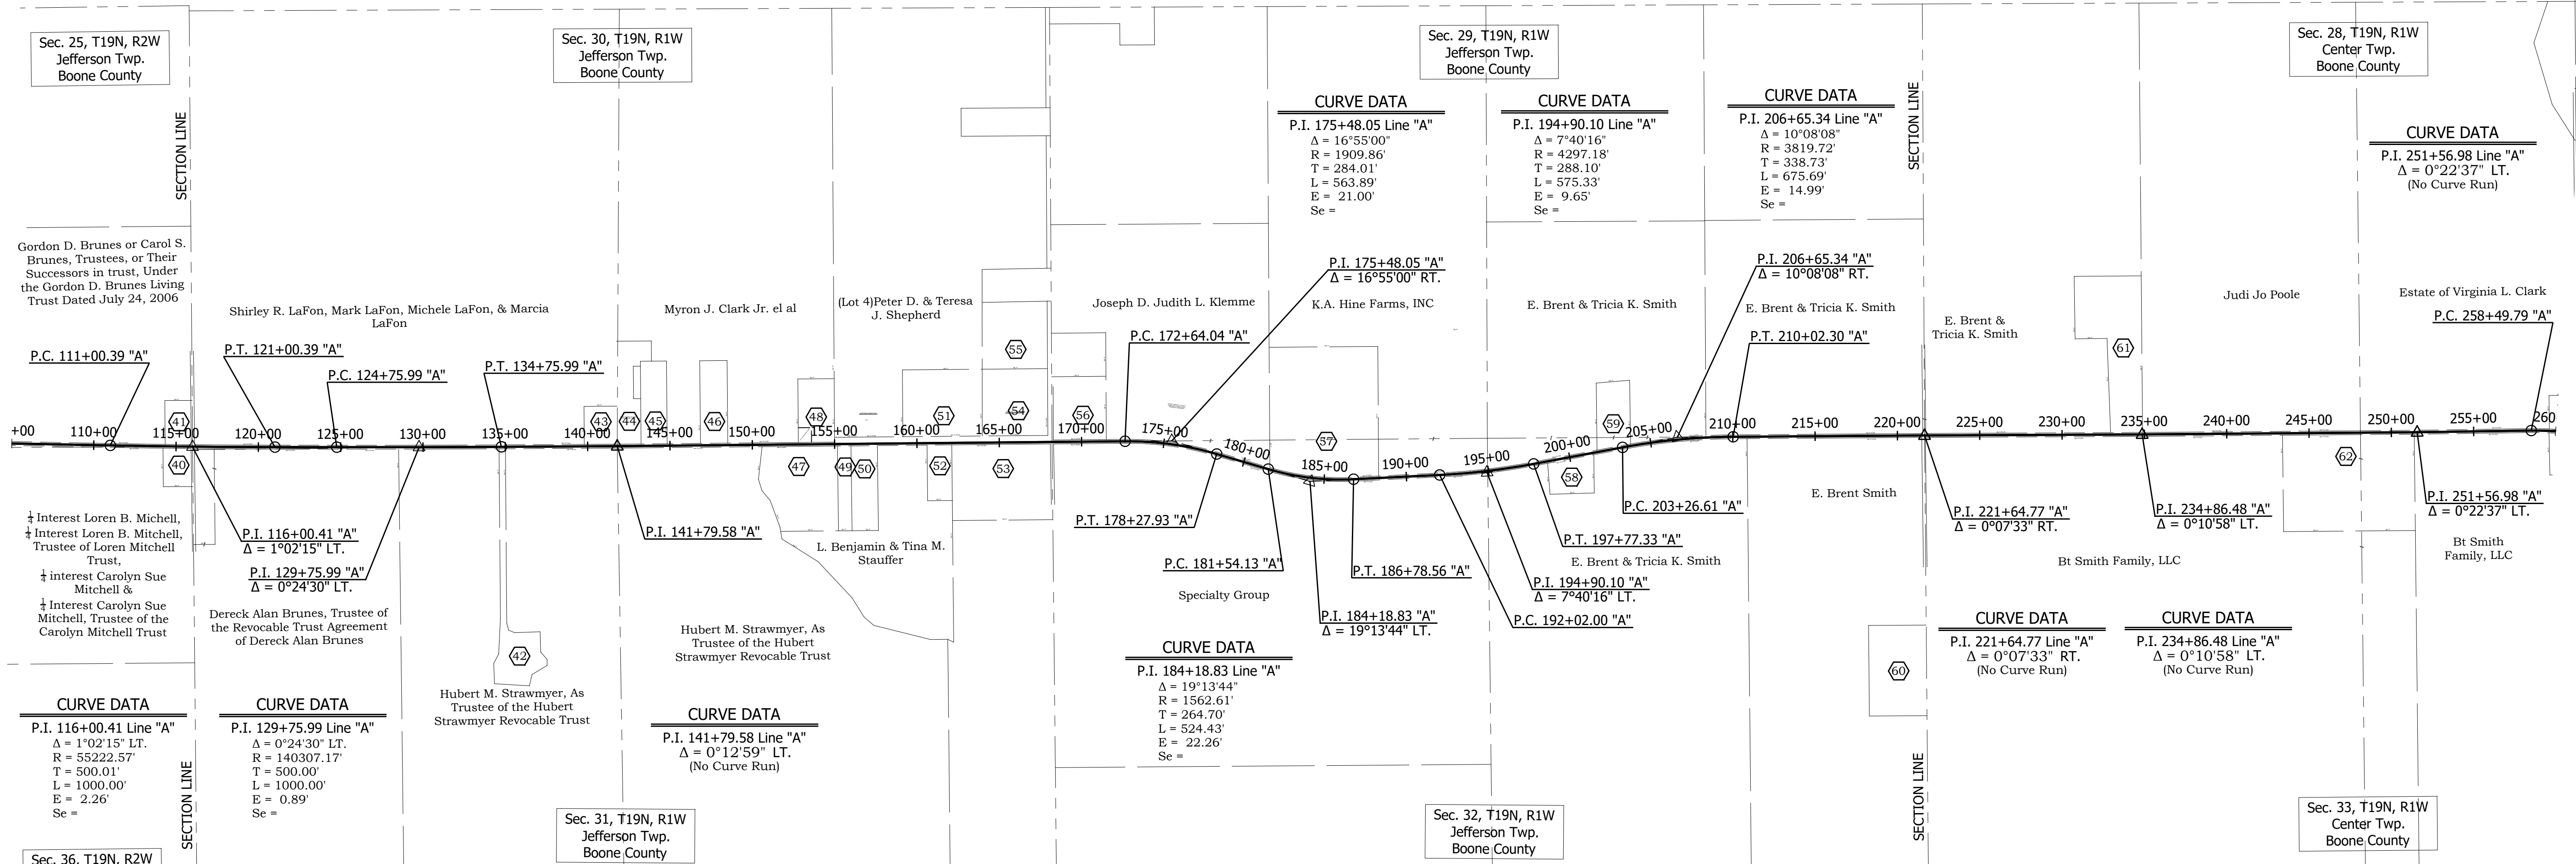 Sec. 25, T19N, R2W
Jefferson Twp.
Boone County
Sec. 30, T19N, R1W
Jefferson Twp.
Boone County
Sec. 29, T19N, R1W
Jefferson Twp.
Boone County
Sec. 28, T19N, R1W
Center Twp.
Boone County
SECTION LINE
SECTION LINE
CURVE DATA
P.I. 175+48.05 Line "A"
Δ = 16°55'00"
R = 1909.86'
T = 284.01'
L = 563.89'
E = 21.00'
Se =
CURVE DATA
P.I. 194+90.10 Line "A"
Δ = 7°40'16"
R = 4297.18'
T = 288.10'
L = 575.33'
E = 9.65'
Se =
CURVE DATA
P.I. 206+65.34 Line "A"
Δ = 10°08'08"
R = 3819.72'
T = 338.73'
L = 675.69'
E = 14.99'
Se =
CURVE DATA
P.I. 251+56.98 Line "A"
Δ = 0°22'37" LT.
(No Curve Run)
Gordon D. Brunes or Carol S.
Brunes, Trustees, or Their
Successors in trust, Under
the Gordon D. Brunes Living
Trust Dated July 24, 2006
Shirley R. LaFon, Mark LaFon, Michele LaFon, & Marcia
LaFon
Myron J. Clark Jr. el al
(Lot 4)Peter D. & Teresa
J. Shepherd
Joseph D. Judith L. Klemme
K.A. Hine Farms, INC
E. Brent & Tricia K. Smith
E. Brent & Tricia K. Smith
E. Brent &
Tricia K. Smith
Judi Jo Poole
Estate of Virginia L. Clark
P.I. 175+48.05 "A"
Δ = 16°55'00" RT.
P.I. 206+65.34 "A"
Δ = 10°08'08" RT.
P.C. 111+00.39 "A"
P.T. 121+00.39 "A"
P.C. 124+75.99 "A"
P.T. 134+75.99 "A"
P.C. 172+64.04 "A"
P.T. 210+02.30 "A"
P.C. 258+49.79 "A"
55
61
41
43
44
45
46
48
51
54
56
57
59
+00
110+00
115+00
120+00
125+00
130+00
135+00
140+00
145+00
150+00
155+00
160+00
165+00
170+00
175+00
180+00
185+00
190+00
195+00
200+00
205+00
210+00
215+00
220+00
225+00
230+00
235+00
240+00
245+00
250+00
255+00
260
40
47
49
50
52
53
58
62
¼ Interest Loren B. Michell,
¼ Interest Loren B. Mitchell,
Trustee of Loren Mitchell
Trust,
¼ interest Carolyn Sue
Mitchell &
¼ Interest Carolyn Sue
Mitchell, Trustee of the
Carolyn Mitchell Trust
P.I. 116+00.41 "A"
Δ = 1°02'15" LT.
P.I. 129+75.99 "A"
Δ = 0°24'30" LT.
P.I. 141+79.58 "A"
P.T. 178+27.93 "A"
P.C. 181+54.13 "A"
P.I. 184+18.83 "A"
Δ = 19°13'44" LT.
P.T. 186+78.56 "A"
P.C. 192+02.00 "A"
P.I. 194+90.10 "A"
Δ = 7°40'16" LT.
P.T. 197+77.33 "A"
P.C. 203+26.61 "A"
P.I. 221+64.77 "A"
Δ = 0°07'33" RT.
P.I. 234+86.48 "A"
Δ = 0°10'58" LT.
P.I. 251+56.98 "A"
Δ = 0°22'37" LT.
Dereck Alan Brunes, Trustee of
the Revocable Trust Agreement
of Dereck Alan Brunes
42
Hubert M. Strawmyer, As
Trustee of the Hubert
Strawmyer Revocable Trust
Hubert M. Strawmyer, As
Trustee of the Hubert
Strawmyer Revocable Trust
L. Benjamin & Tina M.
Stauffer
Specialty Group
E. Brent & Tricia K. Smith
E. Brent Smith
Bt Smith Family, LLC
Bt Smith
Family, LLC
60
CURVE DATA
P.I. 116+00.41 Line "A"
Δ = 1°02'15" LT.
R = 55222.57'
T = 500.01'
L = 1000.00'
E = 2.26'
Se =
CURVE DATA
P.I. 129+75.99 Line "A"
Δ = 0°24'30" LT.
R = 140307.17'
T = 500.00'
L = 1000.00'
E = 0.89'
Se =
CURVE DATA
P.I. 141+79.58 Line "A"
Δ = 0°12'59" LT.
(No Curve Run)
CURVE DATA
P.I. 184+18.83 Line "A"
Δ = 19°13'44"
R = 1562.61'
T = 264.70'
L = 524.43'
E = 22.26'
Se =
CURVE DATA
P.I. 221+64.77 Line "A"
Δ = 0°07'33" RT.
(No Curve Run)
CURVE DATA
P.I. 234+86.48 Line "A"
Δ = 0°10'58" LT.
(No Curve Run)
SECTION LINE
SECTION LINE
Sec. 31, T19N, R1W
Jefferson Twp.
Boone County
Sec. 32, T19N, R1W
Jefferson Twp.
Boone County
Sec. 33, T19N, R1W
Center Twp.
Boone County
Sec. 36, T19N, R2W